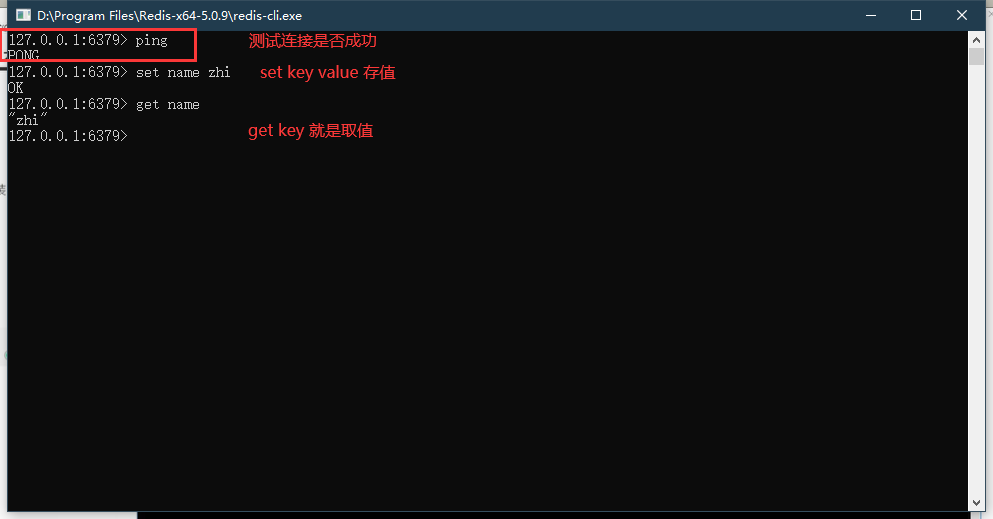 D:\Program Files\Redis-x64-5.0.9\redis-cli.exe
127.0.0.1:6379> ping 测试连接是否成功
PONG
127.0.0.1:6379> set name zhi set key value 存值
OK
127.0.0.1:6379> get name
"zhi"
127.0.0.1:6379> get key 就是取值